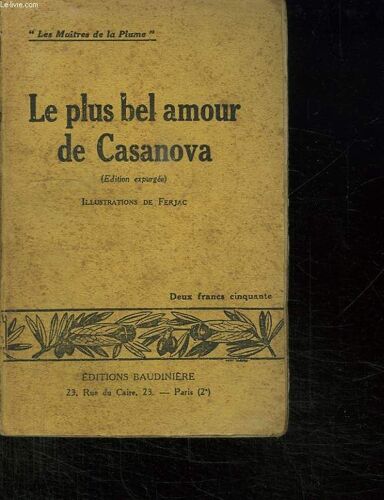 Le-livre.com
" Les Maîtres de la Plume "
Le plus bel amour
de Casanova
(Edition expurgée)
ILLUSTRATIONS DE FERJAC
Deux francs cinquante
ÉDITIONS BAUDINIÈRE
23, Rue du Caire, 23. — Paris (2e)